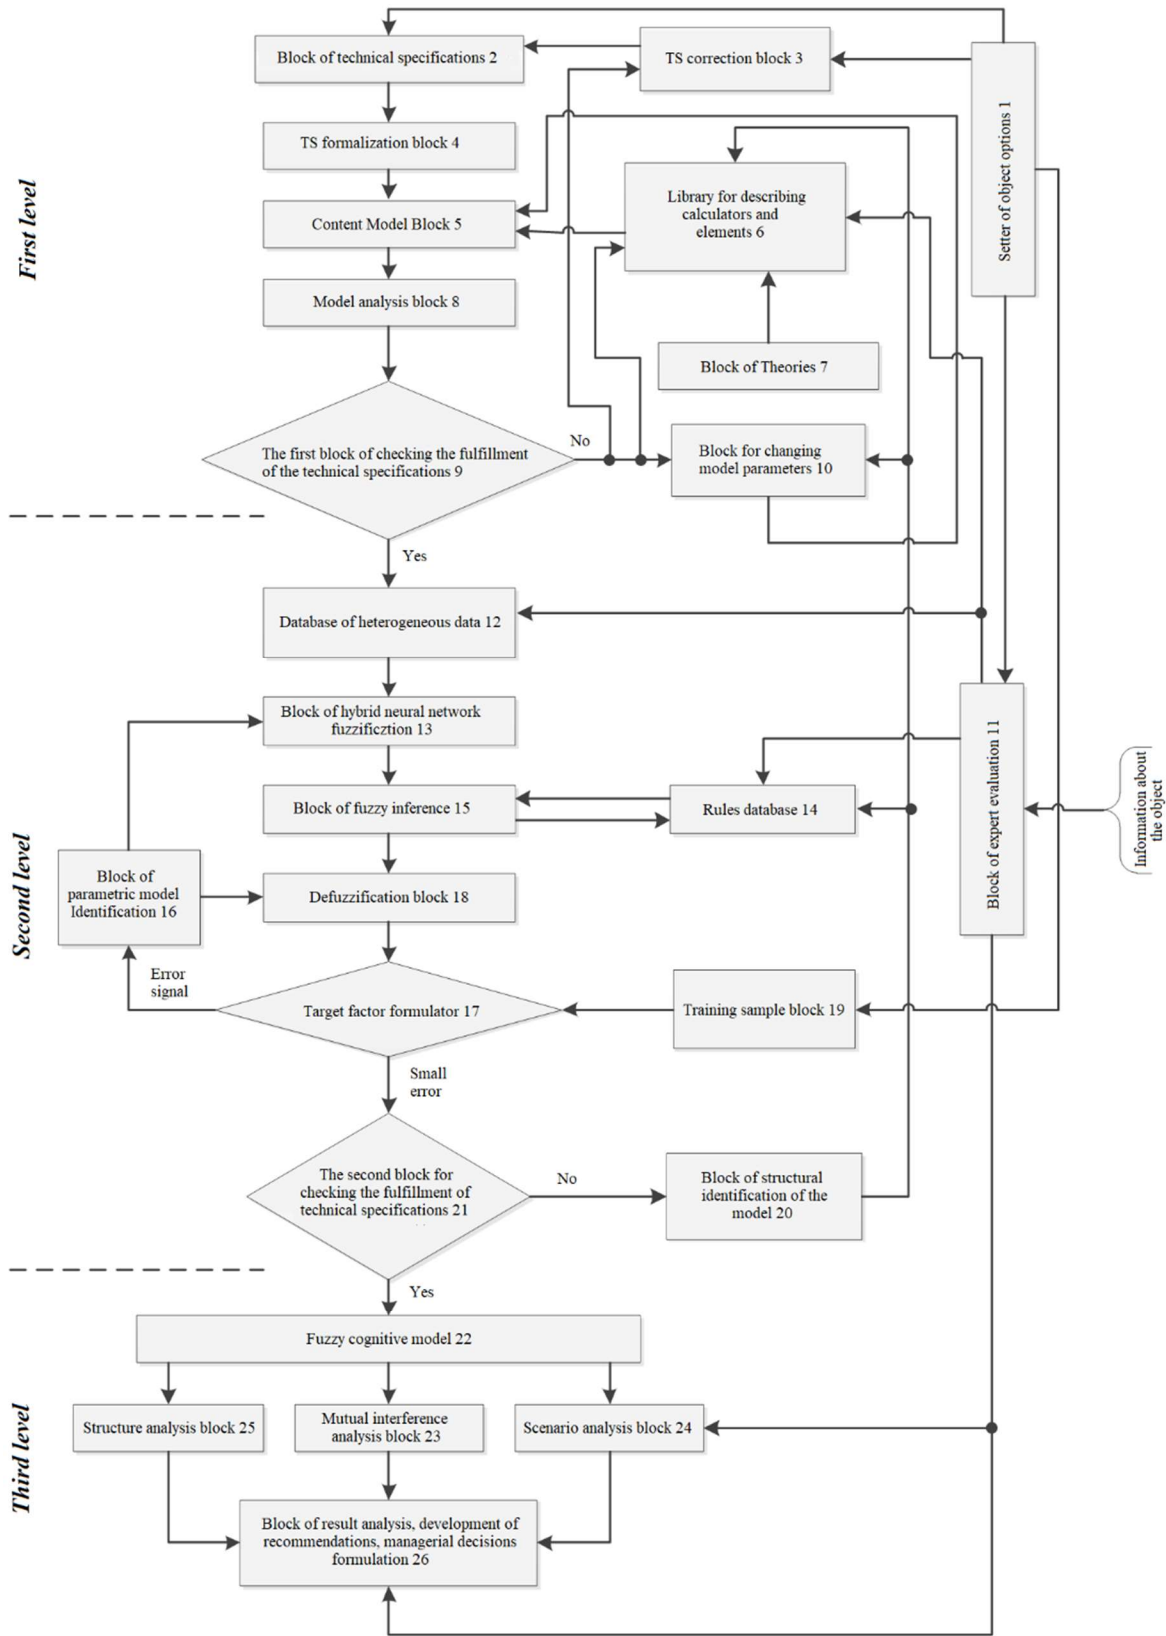 Block of technical specifications 2
TS correction block 3
Setter of object options 1
TS formalization block 4
Library for describing
calculators and
elements 6
Content Model Block 5
First level
Model analysis block 8
Block of Theories 7
The first block of checking the fulfillment
of the technical specifications 9
No
Block for changing
model parameters 10
Yes
Database of heterogeneous data 12
Block of hybrid neural network
fuzzificztion 13
Block of expert evaluation 11
Information about
the object
Block of fuzzy inference 15
Rules database 14
Second level
Block of
parametric model
Identification 16
Defuzzification block 18
Error
signal
Target factor formulator 17
Training sample block 19
Small
error
The second block for
checking the fulfillment of
technical specifications 21
No
Block of structural
identification of the
model 20
Yes
Fuzzy cognitive model 22
Third level
Structure analysis block 25
Mutual interference
analysis block 23
Scenario analysis block 24
Block of result analysis, development of
recommendations, managerial decisions
formulation 26